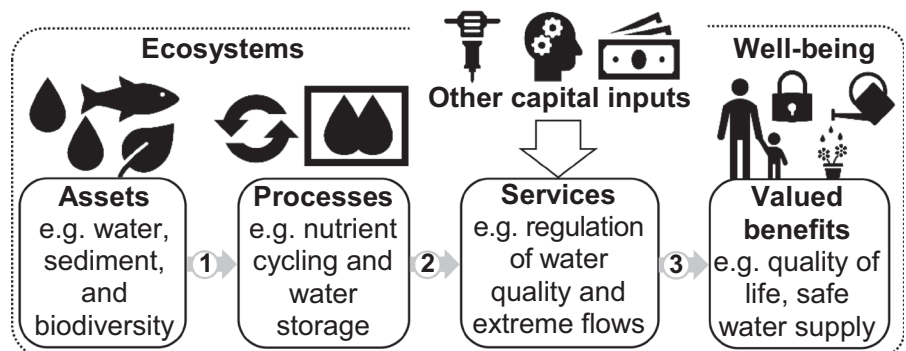 Ecosystems
Other capital inputs
Well-being
Assets
e.g. water,
sediment,
and
biodiversity
1
Processes
e.g. nutrient
cycling and
water
storage
2
Services
e.g. regulation
of water
quality and
extreme flows
3
Valued
benefits
e.g. quality of
life, safe
water supply